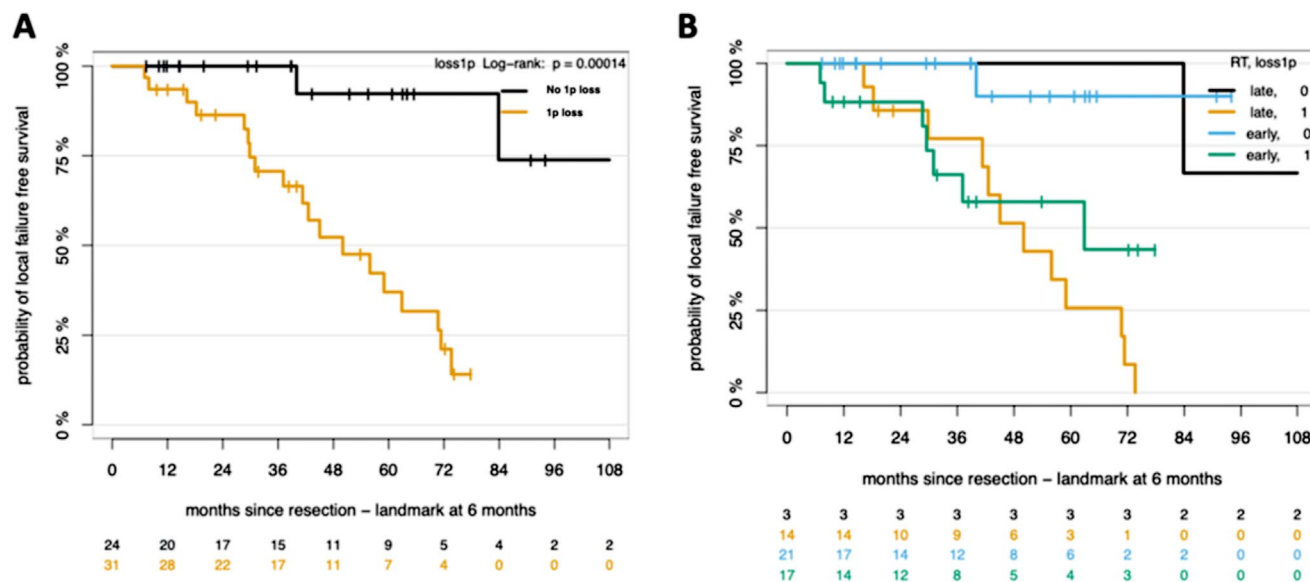 A
probability of local failure free survival
100 %
75 %
50 %
25 %
0 %
loss1p Log-rank: p = 0.00014
No 1p loss
1p loss
0 12 24 36 48 60 72 84 96 108
months since resection – landmark at 6 months
24 20 17 15 11 9 5 4 2 2
31 28 22 17 11 7 4 0 0 0
B
probability of local failure free survival
100 %
75 %
50 %
25 %
0 %
RT, loss1p
late, 0
late, 1
early, 0
early, 1
0 12 24 36 48 60 72 84 96 108
months since resection – landmark at 6 months
3 3 3 3 3 3 3 2 2 2
14 14 10 9 6 3 1 0 0 0
21 17 14 12 8 6 2 2 0 0
17 14 12 8 5 4 3 0 0 0